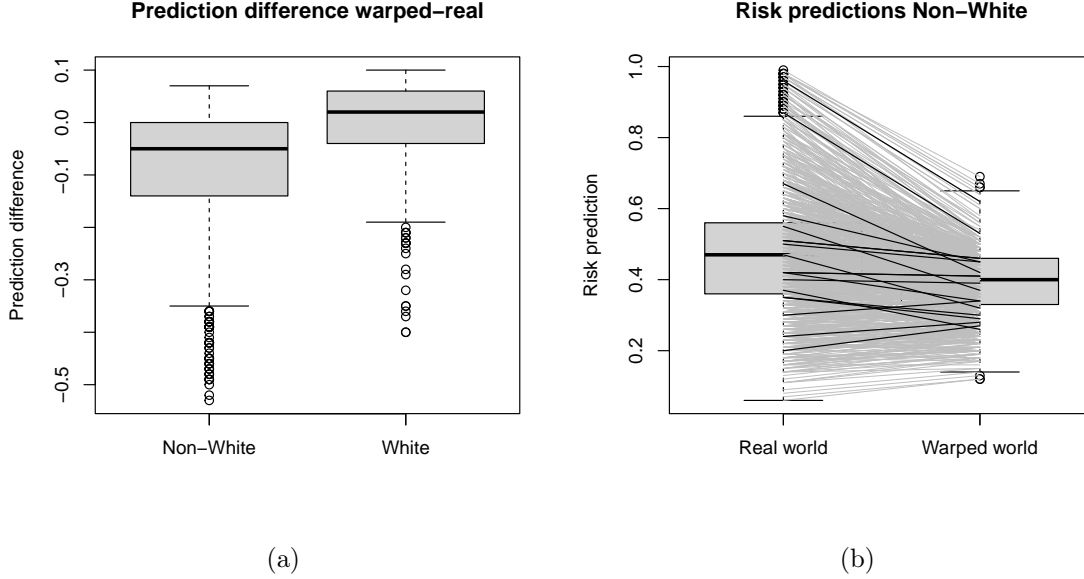 Prediction difference warped−real
Prediction difference
0.1
0.0
−0.1
−0.3
−0.5
Non−White
White
(a)
Risk predictions Non−White
Risk prediction
1.0
0.8
0.6
0.4
0.2
Real world
Warped world
(b)